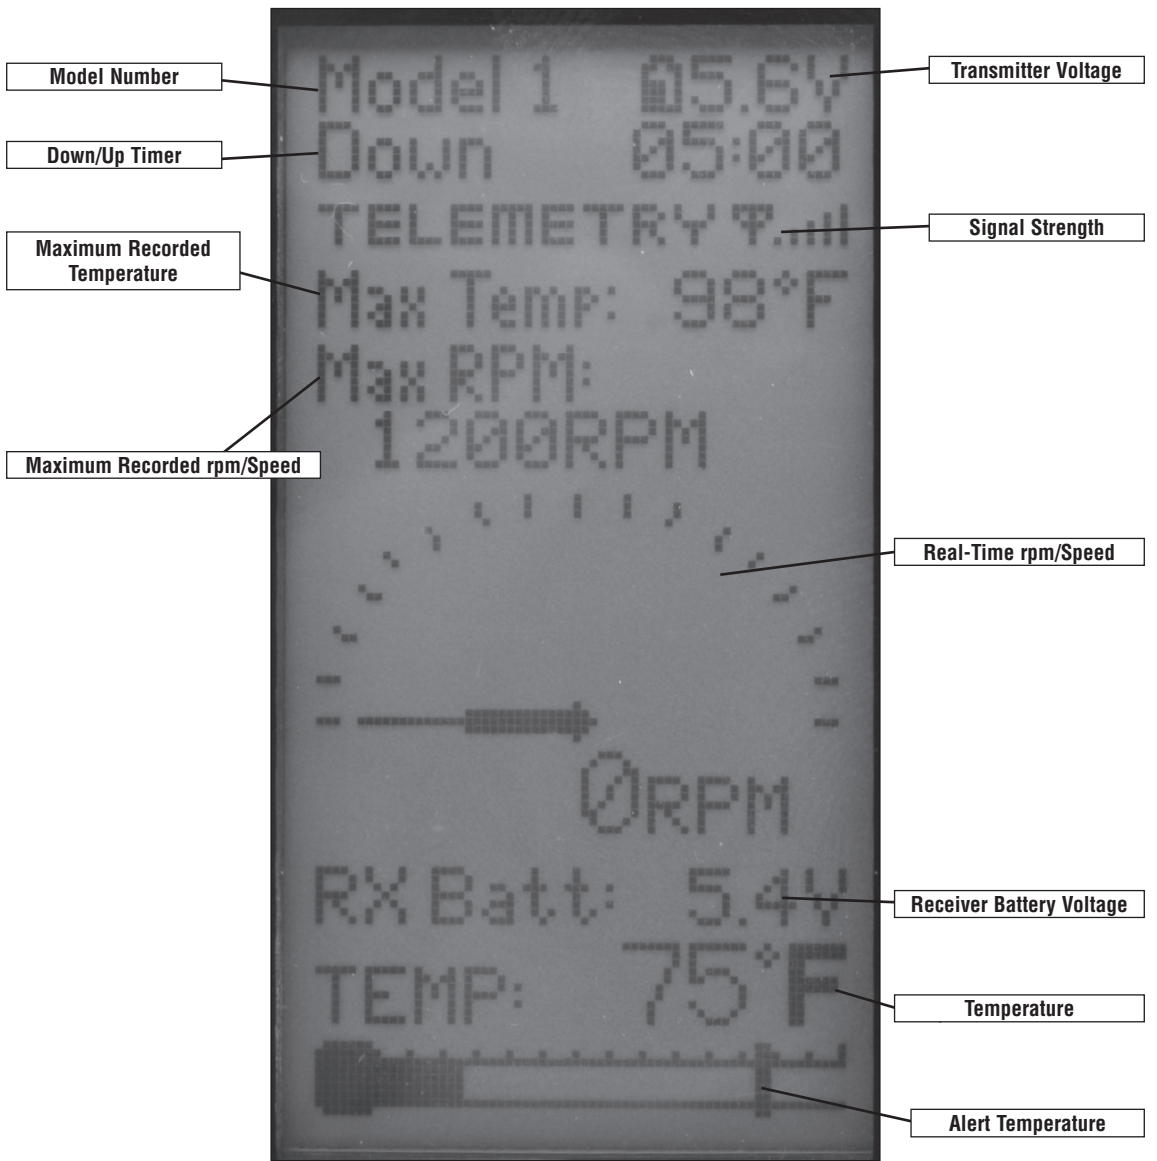 Model Number
Model 1 05.6V
Transmitter Voltage
Down/Up Timer
Down 05:00
TELEMETRY
Signal Strength
Maximum Recorded
Temperature
Max Temp: 98°F
Max RPM:
1200RPM
Maximum Recorded rpm/Speed
Real-Time rpm/Speed
0RPM
RX Batt: 5.4V
Receiver Battery Voltage
TEMP: 75°F
Temperature
Alert Temperature